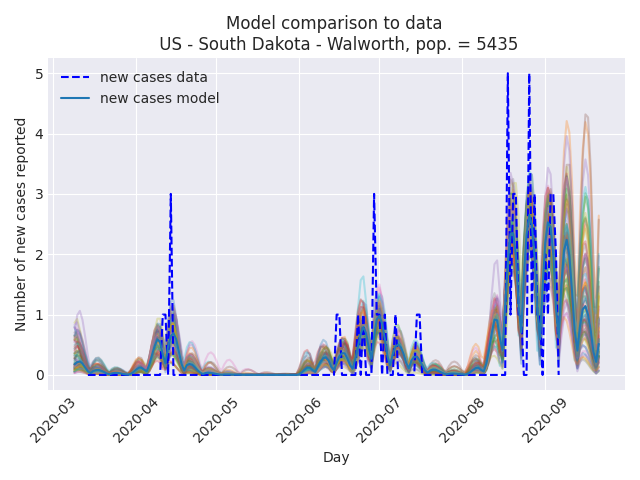 Model comparison to data
US - South Dakota - Walworth, pop. = 5435
new cases data
new cases model
Number of new cases reported
5
4
3
2
1
0
2020-03
2020-04
2020-05
2020-06
2020-07
2020-08
2020-09
Day